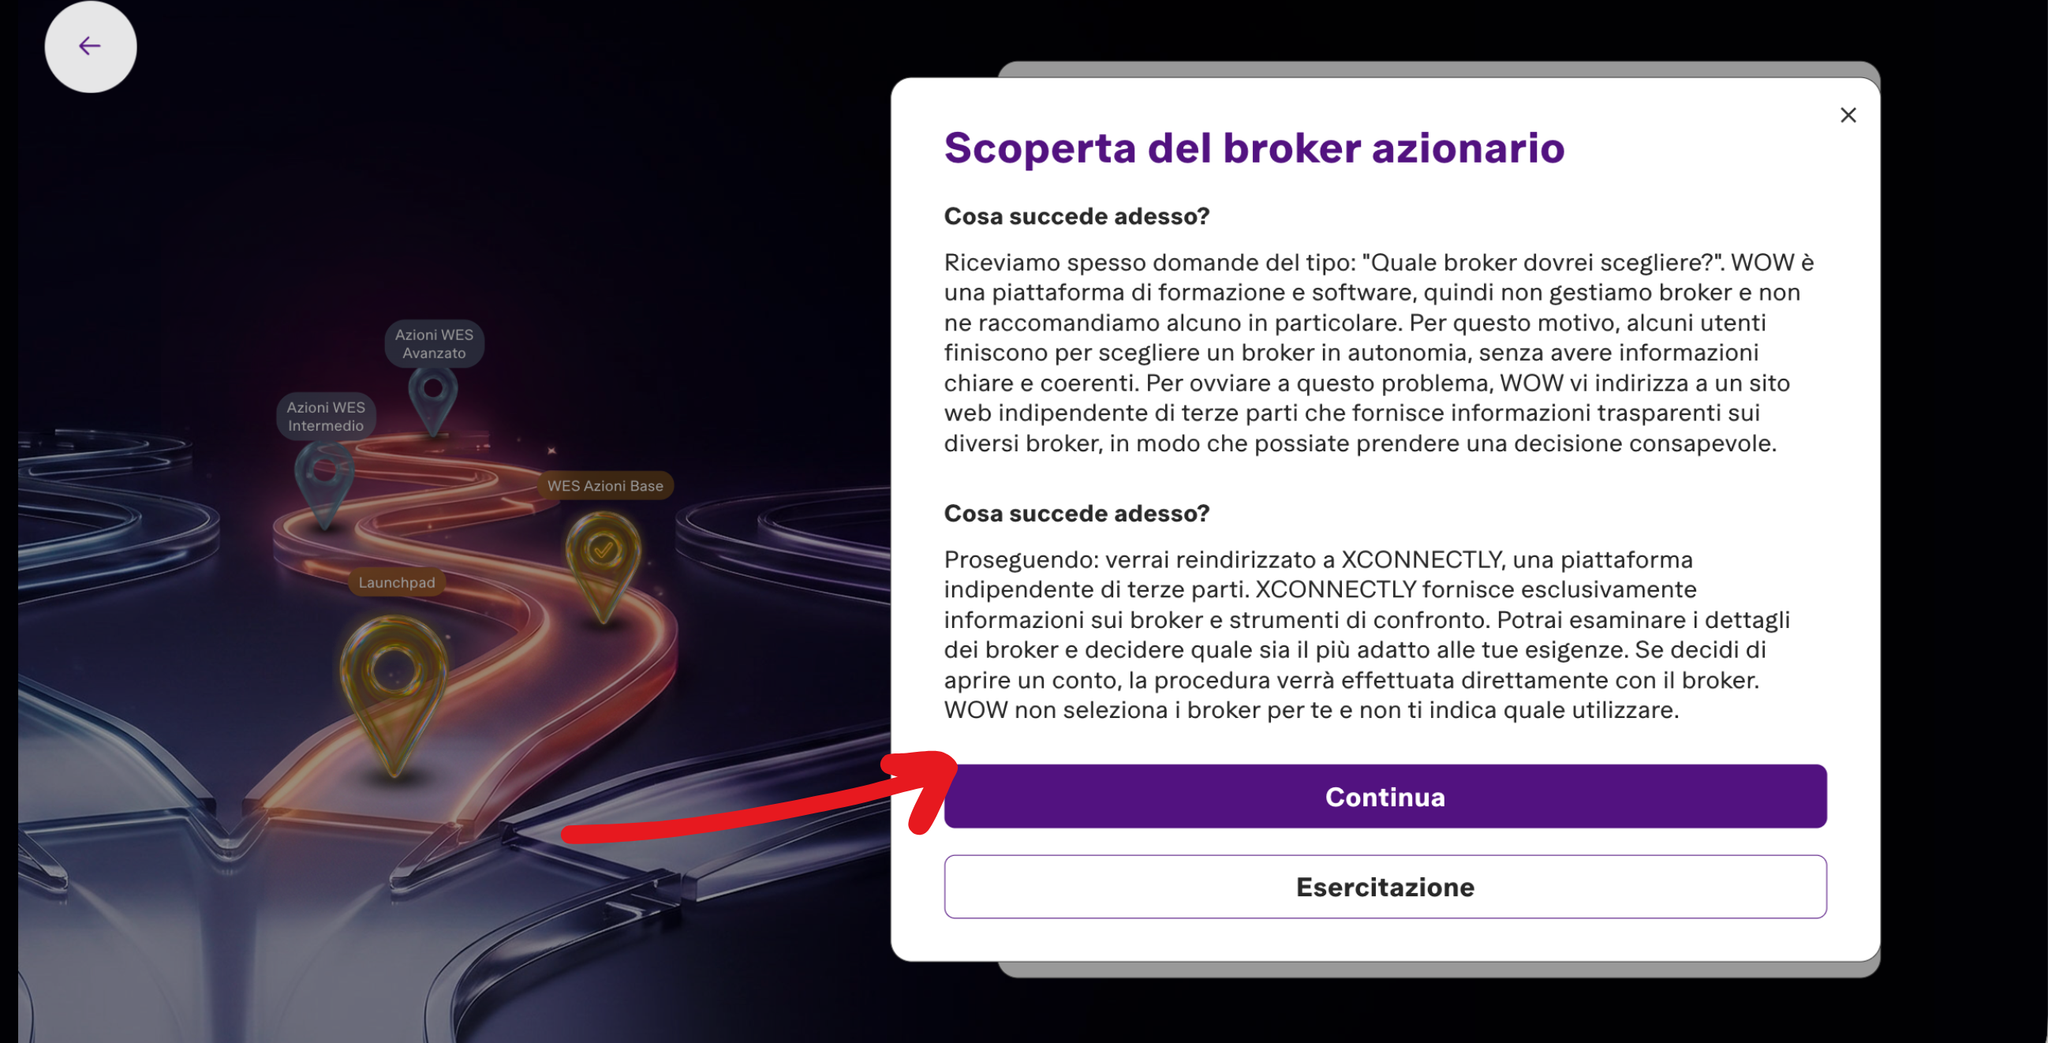 Scoperta del broker azionario
Cosa succede adesso?
Riceviamo spesso domande del tipo: "Quale broker dovrei scegliere?". WOW è
una piattaforma di formazione e software, quindi non gestiamo broker e non
ne raccomandiamo alcuno in particolare. Per questo motivo, alcuni utenti
finiscono per scegliere un broker in autonomia, senza avere informazioni
chiare e coerenti. Per ovviare a questo problema, WOW vi indirizza a un sito
web indipendente di terze parti che fornisce informazioni trasparenti sui
diversi broker, in modo che possiate prendere una decisione consapevole.
Cosa succede adesso?
Proseguendo: verrai reindirizzato a XCONNECTLY, una piattaforma
indipendente di terze parti. XCONNECTLY fornisce esclusivamente
informazioni sui broker e strumenti di confronto. Potrai esaminare i dettagli
dei broker e decidere quale sia il più adatto alle tue esigenze. Se decidi di
aprire un conto, la procedura verrà effettuata direttamente con il broker.
WOW non seleziona i broker per te e non ti indica quale utilizzare.
Continua
Esercitazione
Azioni WES
Avanzato
Azioni WES
Intermedio
WES Azioni Base
Launchpad